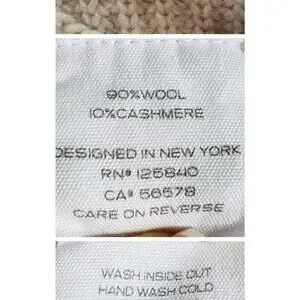 90%WOOL
10%CASHMERE
DESIGNED IN NEW YORK
RN# 125840
CA# 56578
CARE ON REVERSE
WASH INSIDE OUT
HAND WASH COLD